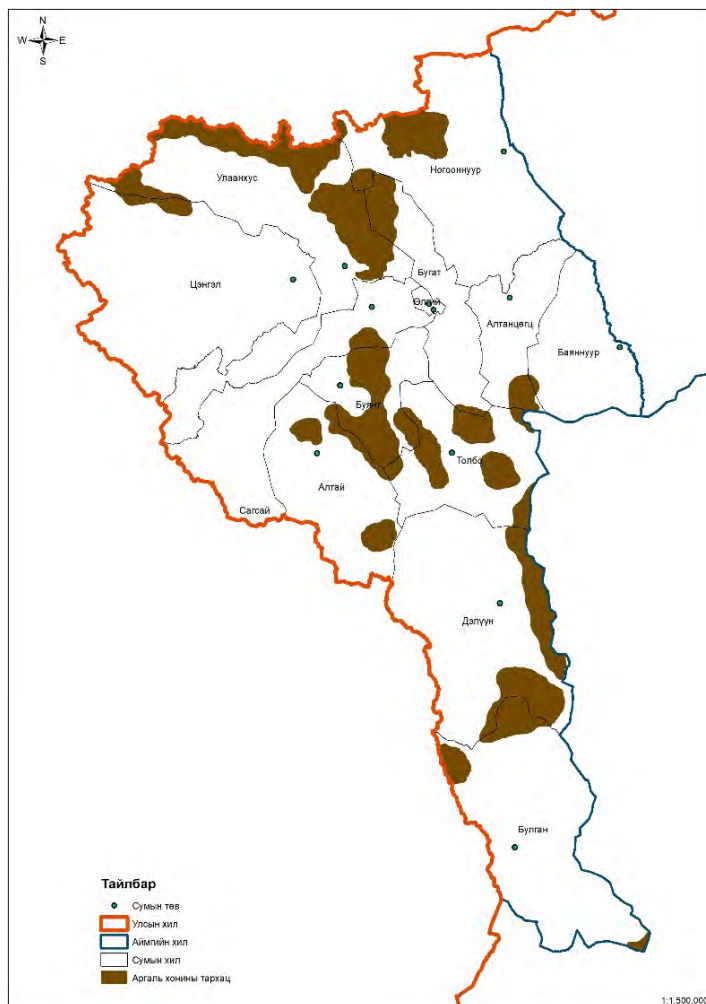 N
W E
S
Улаанхус
Ногооннуур
Цэнгэл
Бугат
Өлгий
Алтанцөгц
Баяннуур
Буянт
Толбо
Алтай
Сагсай
Дэлүүн
Булган
Тайлбар
Сумын төв
Улсын хил
Аймгийн хил
Сумын хил
Аргаль хонины тархац
1:1.500.000